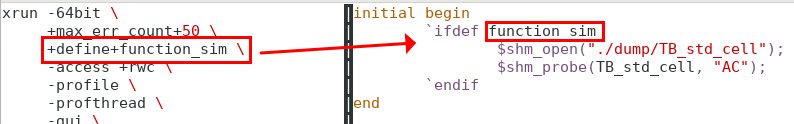 xrun -64bit \
+max_err_count+50 \
+define+function_sim \
-access +rwc \
-profile \
-profthread \
-gui \
initial begin
`ifdef function_sim
$shm_open("./dump/TB_std_cell");
$shm_probe(TB_std_cell, "AC");
`endif
end